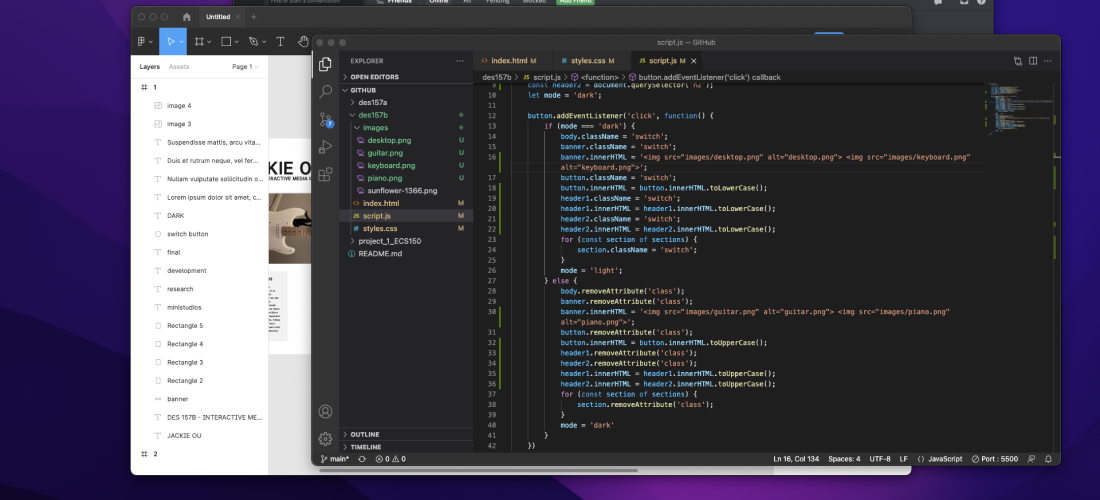 Find or start a conversation
Friends
Online
All
Pending
Blocked
Add Friend
Untitled
Layers
Assets
Page 1
1
image 4
image 3
Suspendisse mattis, arcu vita...
Duis et rutrum neque, vel fer...
Nullam vulputate sollicitudin o...
Lorem ipsum dolor sit amet, c...
DARK
switch button
final
development
research
ministudios
Rectangle 5
Rectangle 4
Rectangle 3
Rectangle 2
banner
DES 157B - INTERACTIVE ME...
JACKIE OU
2
KIE O
ERACTIVE MEDIA
script.js — GitHub
EXPLORER
OPEN EDITORS
GITHUB
des157a
des157b
images
desktop.png U
guitar.png U
keyboard.png U
piano.png U
sunflower-1366.png
index.html M
script.js M
styles.css M
project_1_ECS150
README.md
OUTLINE
TIMELINE
7
index.html M
styles.css M
script.js M
des157b > script.js > <function> > button.addEventListener('click') callback
9 const header2 = document.querySelector('h2');
10 let mode = 'dark';
11
12 button.addEventListener('click', function() {
13 if (mode === 'dark') {
14 body.className = 'switch';
15 banner.className = 'switch';
16 banner.innerHTML = '<img src="images/desktop.png" alt="desktop.png"> <img src="images/keyboard.png"
alt="keyboard.png">';
17 button.className = 'switch';
18 button.innerHTML = button.innerHTML.toLowerCase();
19 header1.className = 'switch';
20 header1.innerHTML = header1.innerHTML.toLowerCase();
21 header2.className = 'switch';
22 header2.innerHTML = header2.innerHTML.toLowerCase();
23 for (const section of sections) {
24 section.className = 'switch';
25 }
26 mode = 'light';
27 } else {
28 body.removeAttribute('class');
29 banner.removeAttribute('class');
30 banner.innerHTML = '<img src="images/guitar.png" alt="guitar.png"> <img src="images/piano.png"
alt="piano.png">';
31 button.removeAttribute('class');
32 button.innerHTML = button.innerHTML.toUpperCase();
33 header1.removeAttribute('class');
34 header2.removeAttribute('class');
35 header1.innerHTML = header1.innerHTML.toUpperCase();
36 header2.innerHTML = header2.innerHTML.toUpperCase();
37 for (const section of sections) {
38 section.removeAttribute('class');
39 }
40 mode = 'dark'
41 }
42 })
main*
0
0
Ln 16, Col 134
Spaces: 4
UTF-8
LF
{} JavaScript
Port : 5500